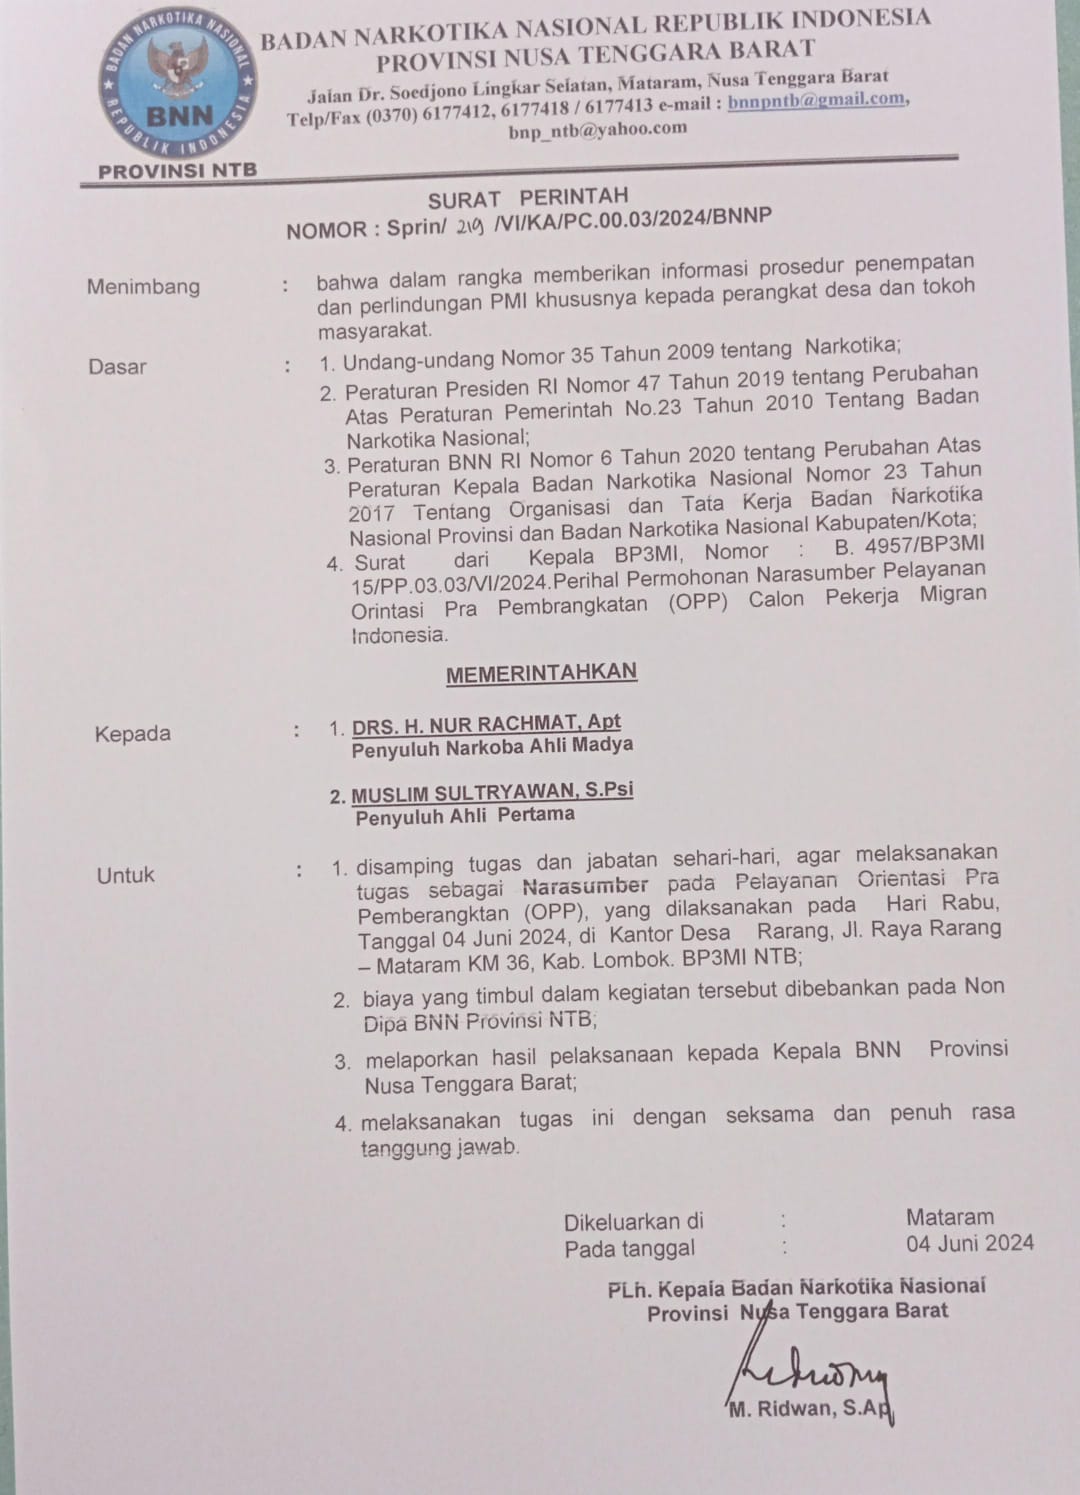 BADAN NARKOTIKA NASIONAL
REPUBLIK INDONESIA
BNN
PROVINSI NTB
BADAN NARKOTIKA NASIONAL REPUBLIK INDONESIA
PROVINSI NUSA TENGGARA BARAT
Jalan Dr. Soedjono Lingkar Selatan, Mataram, Nusa Tenggara Barat
Telp/Fax (0370) 6177412, 6177418 / 6177413 e-mail : bnnpntb@gmail.com,
bnp_ntb@yahoo.com
SURAT PERINTAH
NOMOR : Sprin/ 219 /VI/KA/PC.00.03/2024/BNNP
Menimbang : bahwa dalam rangka memberikan informasi prosedur penempatan
dan perlindungan PMI khususnya kepada perangkat desa dan tokoh
masyarakat.
Dasar : 1. Undang-undang Nomor 35 Tahun 2009 tentang Narkotika;
2. Peraturan Presiden RI Nomor 47 Tahun 2019 tentang Perubahan
Atas Peraturan Pemerintah No.23 Tahun 2010 Tentang Badan
Narkotika Nasional;
3. Peraturan BNN RI Nomor 6 Tahun 2020 tentang Perubahan Atas
Peraturan Kepala Badan Narkotika Nasional Nomor 23 Tahun
2017 Tentang Organisasi dan Tata Kerja Badan Narkotika
Nasional Provinsi dan Badan Narkotika Nasional Kabupaten/Kota;
4. Surat dari Kepala BP3MI, Nomor : B. 4957/BP3MI
15/PP.03.03/VI/2024.Perihal Permohonan Narasumber Pelayanan
Orintasi Pra Pembrangkatan (OPP) Calon Pekerja Migran
Indonesia.
MEMERINTAHKAN
Kepada : 1. DRS. H. NUR RACHMAT, Apt
Penyuluh Narkoba Ahli Madya
2. MUSLIM SULTRYAWAN, S.Psi
Penyuluh Ahli Pertama
Untuk : 1. disamping tugas dan jabatan sehari-hari, agar melaksanakan
tugas sebagai Narasumber pada Pelayanan Orientasi Pra
Pemberangktan (OPP), yang dilaksanakan pada Hari Rabu,
Tanggal 04 Juni 2024, di Kantor Desa Rarang, Jl. Raya Rarang
– Mataram KM 36, Kab. Lombok. BP3MI NTB;
2. biaya yang timbul dalam kegiatan tersebut dibebankan pada Non
Dipa BNN Provinsi NTB;
3. melaporkan hasil pelaksanaan kepada Kepala BNN Provinsi
Nusa Tenggara Barat;
4. melaksanakan tugas ini dengan seksama dan penuh rasa
tanggung jawab.
Dikeluarkan di : Mataram
Pada tanggal : 04 Juni 2024
PLh. Kepala Badan Narkotika Nasional
Provinsi Nusa Tenggara Barat
M. Ridwan, S.Ap